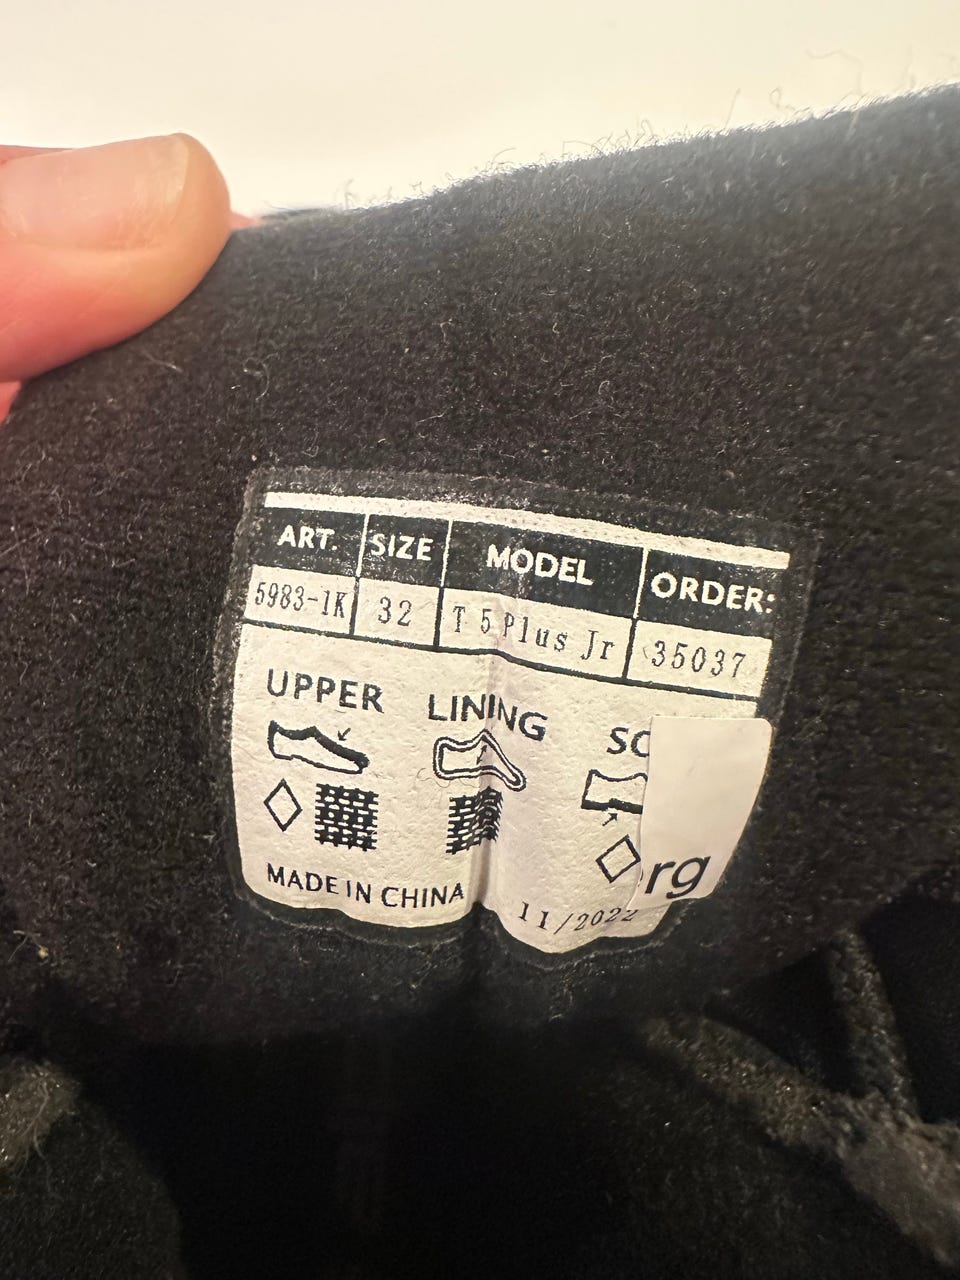 ART. SIZE MODEL ORDER:
5983-1K 32 T 5 Plus Jr 35037
UPPER LINING
MADE IN CHINA 11/2022
rg